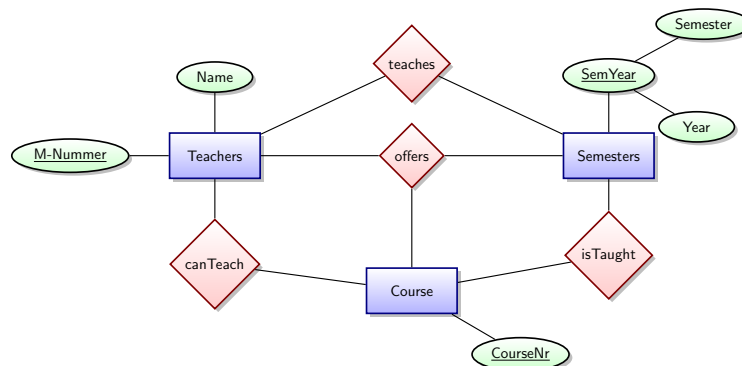 Semester
teaches
Name
SemYear
Year
M-Nummer
Teachers
offers
Semesters
canTeach
isTaught
Course
CourseNr